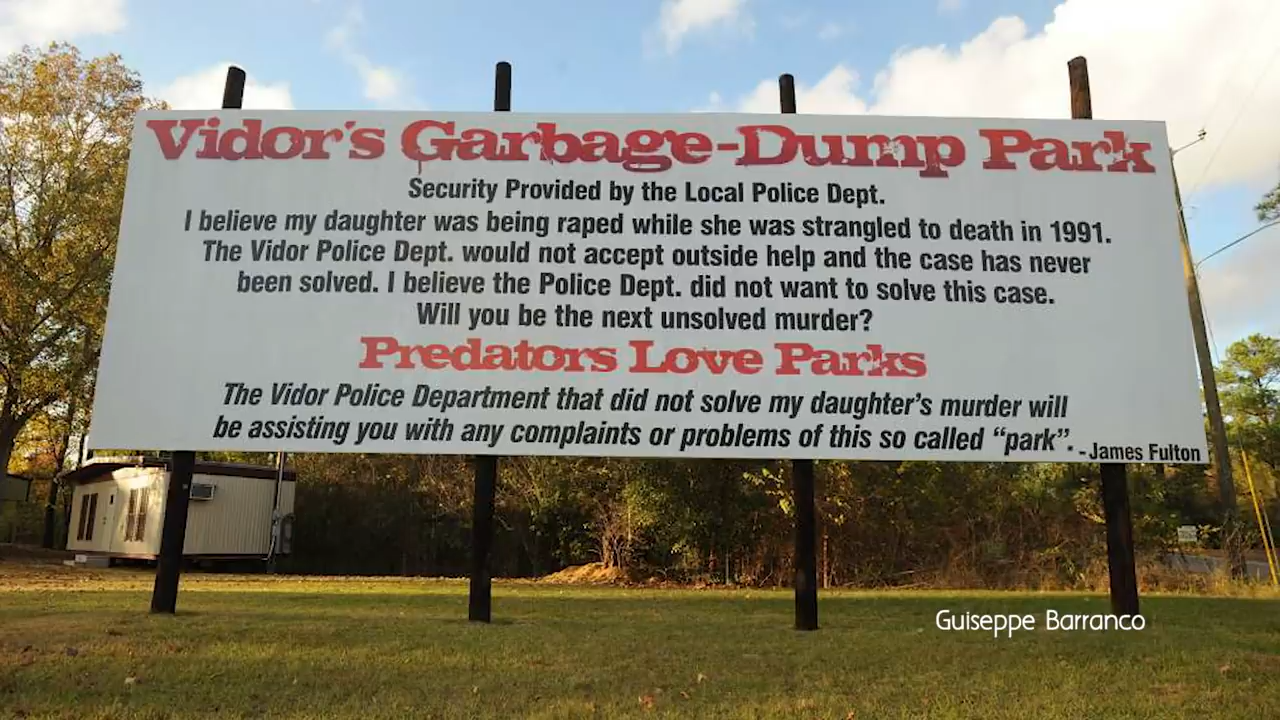 Vidor's Garbage-Dump Park
Security Provided by the Local Police Dept.
I believe my daughter was being raped while she was strangled to death in 1991.
The Vidor Police Dept. would not accept outside help and the case has never
been solved. I believe the Police Dept. did not want to solve this case.
Will you be the next unsolved murder?
Predators Love Parks
The Vidor Police Department that did not solve my daughter's murder will
be assisting you with any complaints or problems of this so called "park".
- James Fulton
Guiseppe Barranco